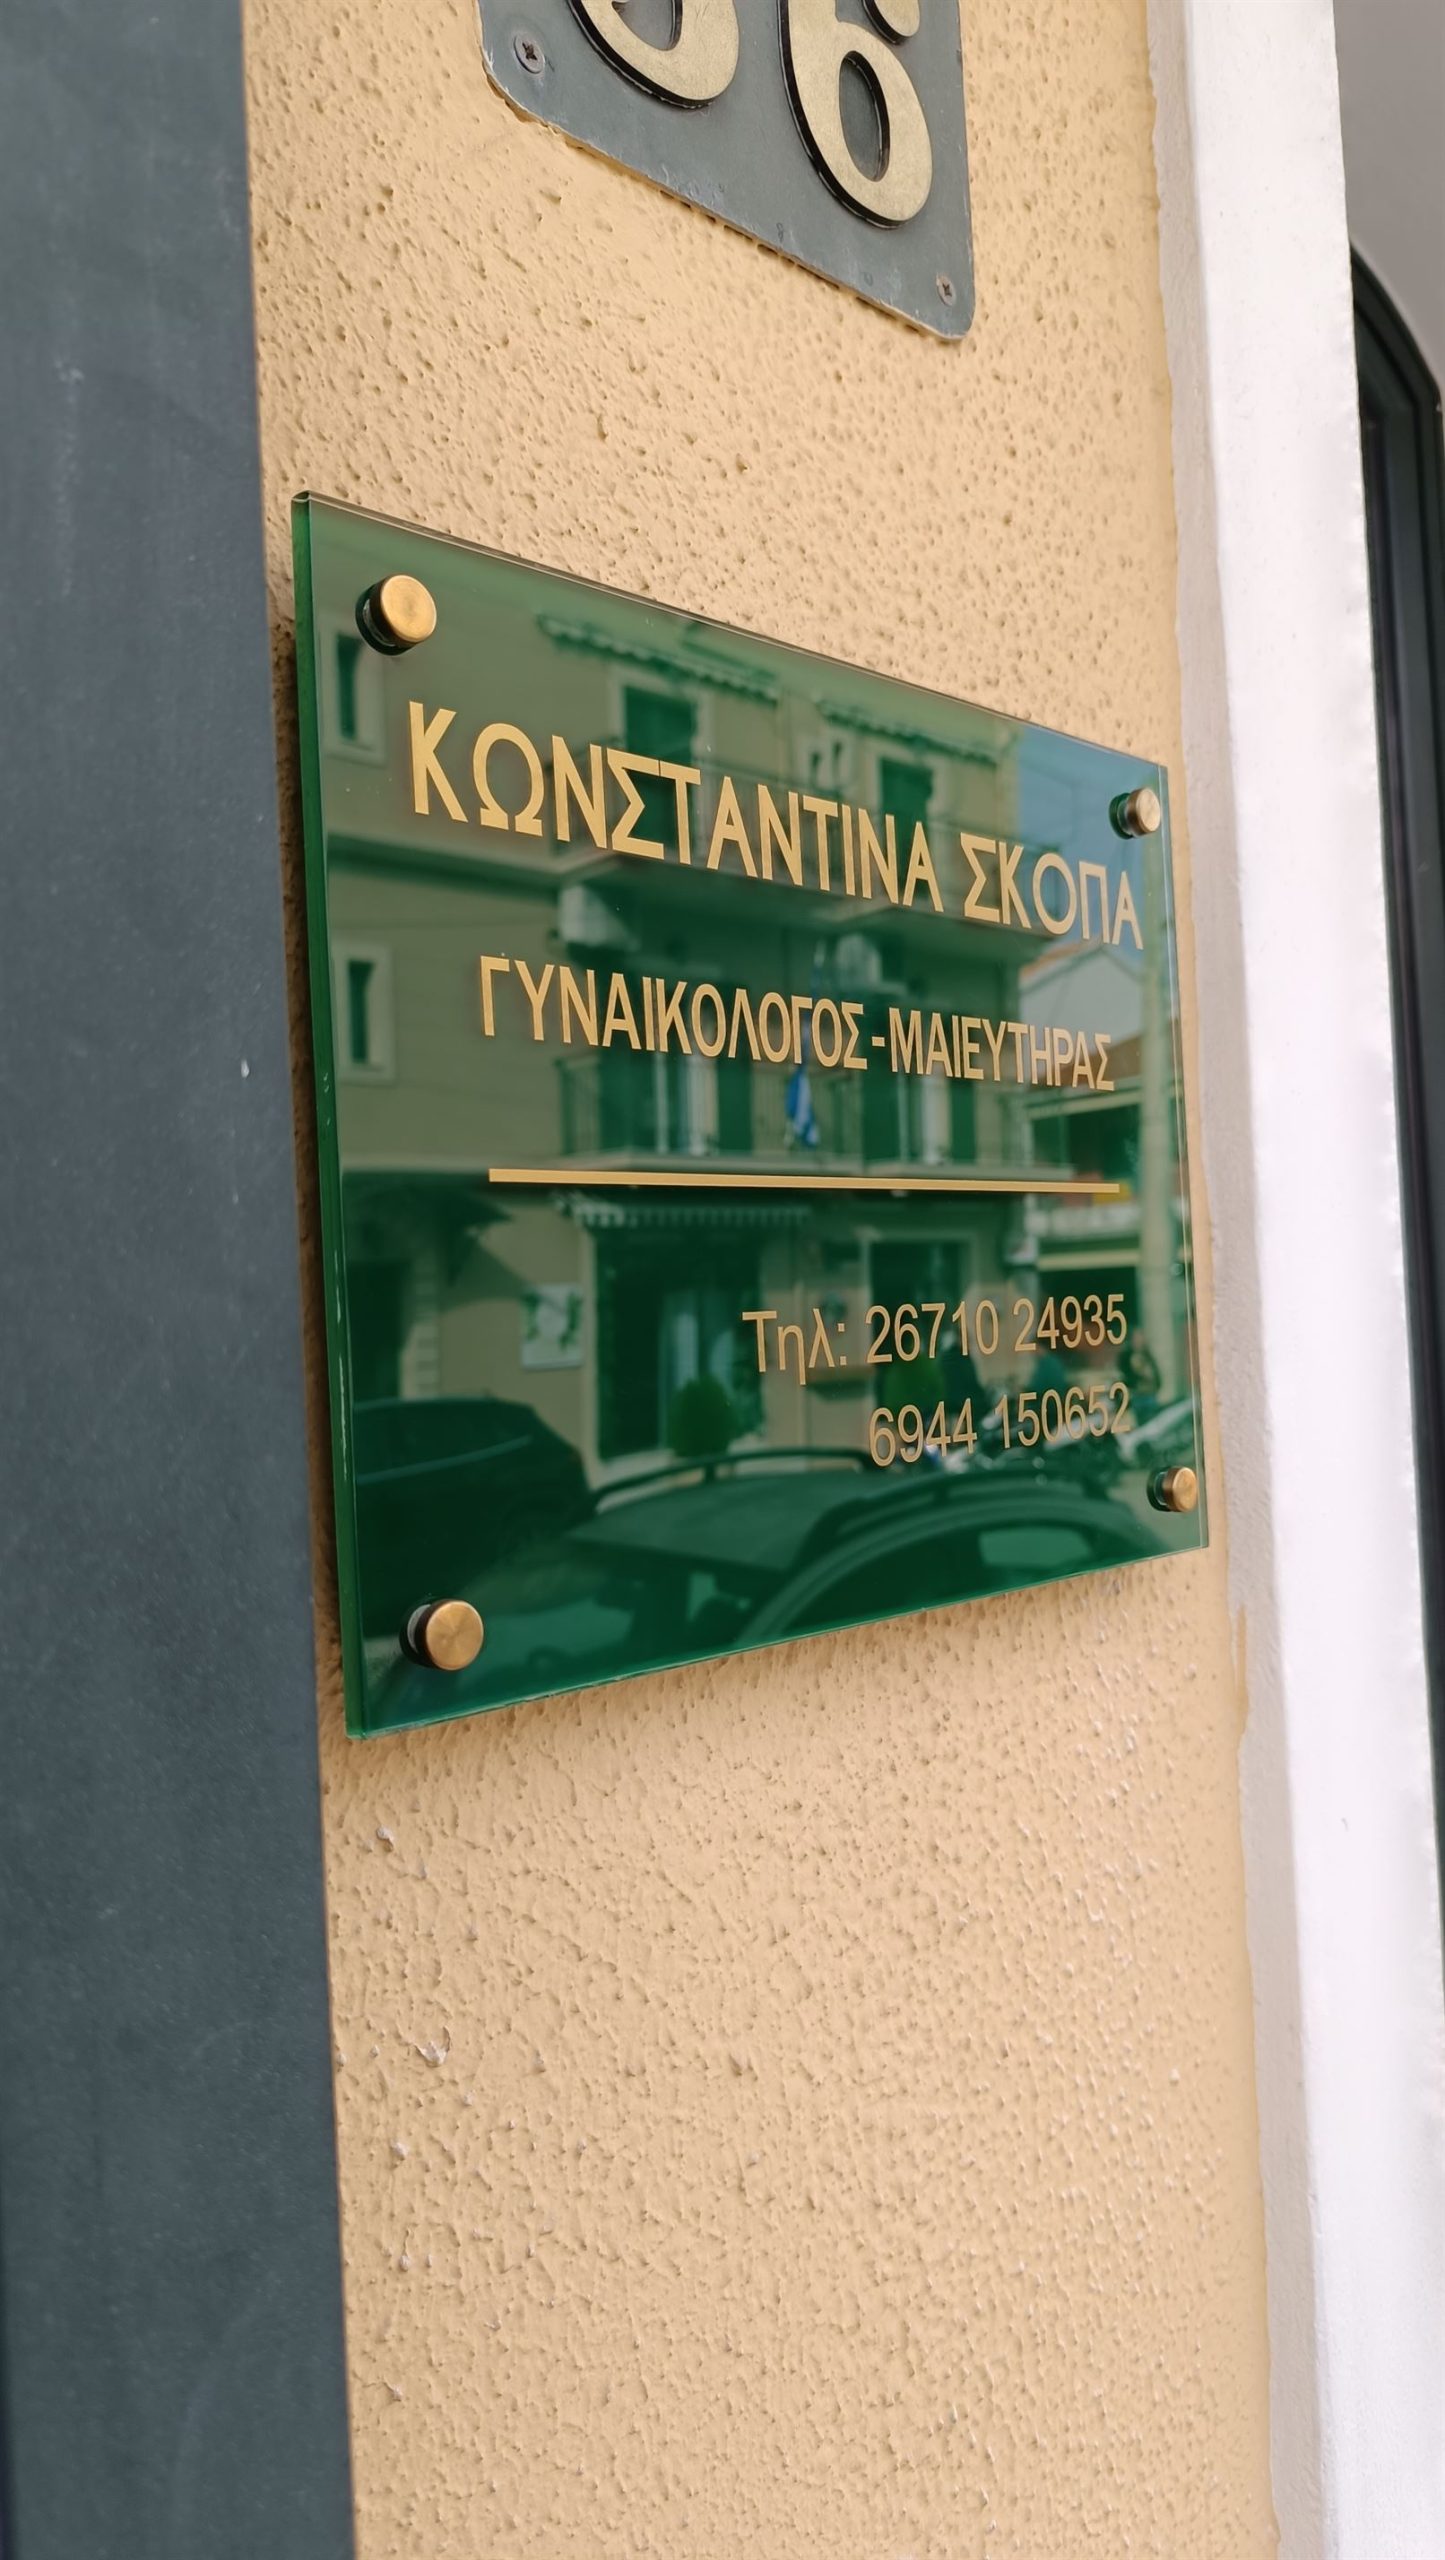 ΚΩΝΣΤΑΝΤΙΝΑ ΣΚΟΠΑ
ΓΥΝΑΙΚΟΛΟΓΟΣ-ΜΑΙΕΥΤΗΡΑΣ
Τηλ: 26710 24935
6944 150652